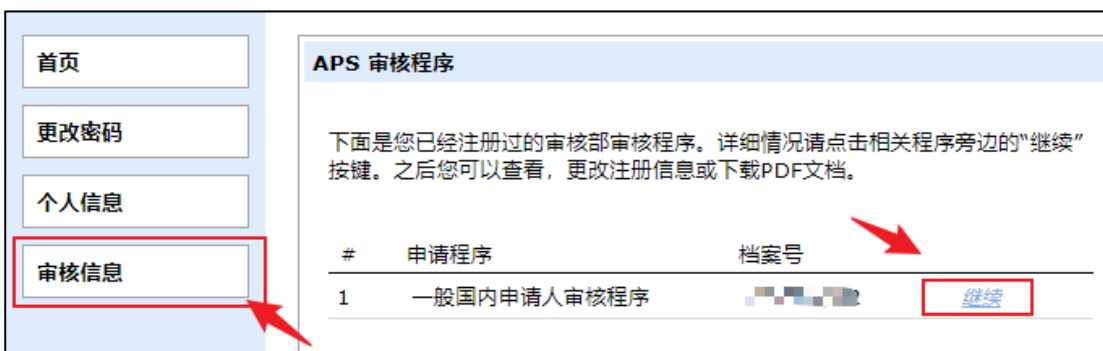 首页
更改密码
个人信息
审核信息
APS 审核程序
下面是您已经注册过的审核部审核程序。详细情况请点击相关程序旁边的“继续”
按键。之后您可以查看，更改注册信息或下载PDF文档。
# 申请程序 档案号
1 一般国内申请人审核程序 继续